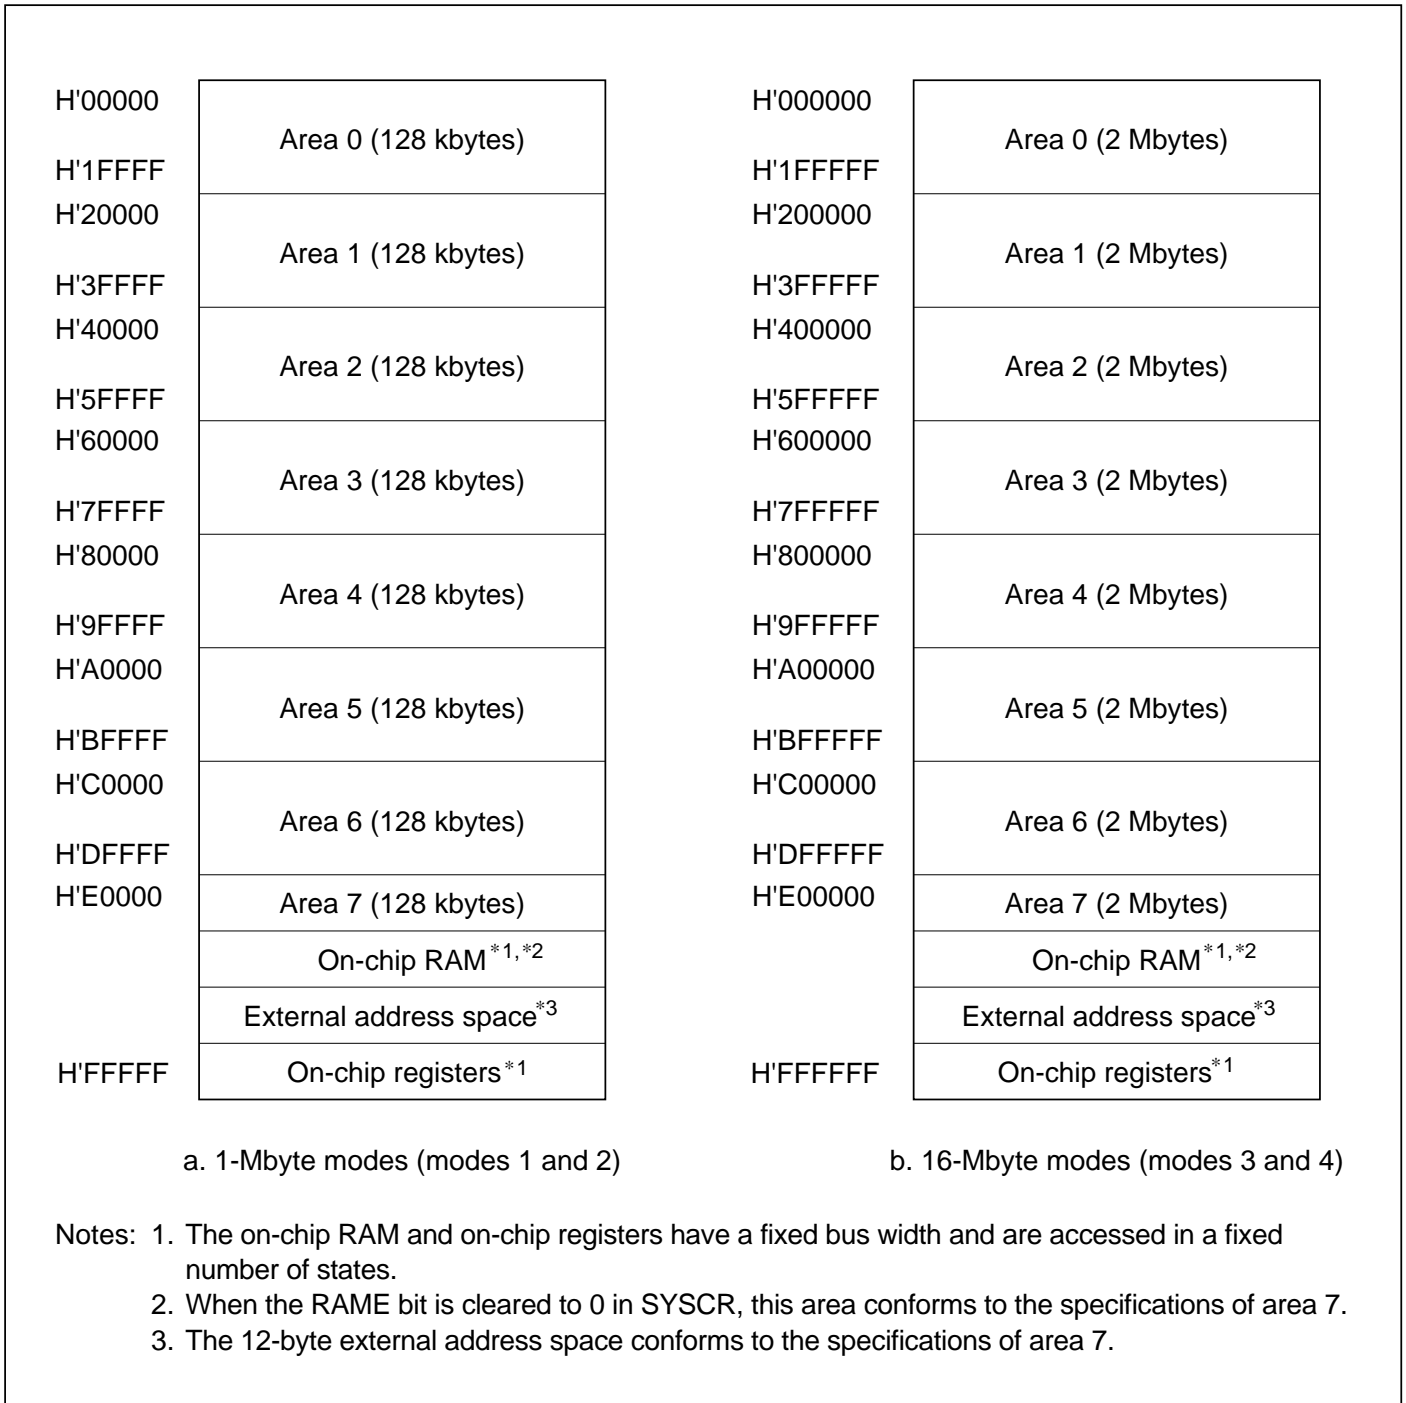 H'00000
Area 0 (128 kbytes)
H'1FFFF
H'20000
Area 1 (128 kbytes)
H'3FFFF
H'40000
Area 2 (128 kbytes)
H'5FFFF
H'60000
Area 3 (128 kbytes)
H'7FFFF
H'80000
Area 4 (128 kbytes)
H'9FFFF
H'A0000
Area 5 (128 kbytes)
H'BFFFF
H'C0000
Area 6 (128 kbytes)
H'DFFFF
H'E0000
Area 7 (128 kbytes)
On-chip RAM*1,*2
External address space*3
H'FFFFF
On-chip registers*1
a. 1-Mbyte modes (modes 1 and 2)
H'000000
Area 0 (2 Mbytes)
H'1FFFFF
H'200000
Area 1 (2 Mbytes)
H'3FFFFF
H'400000
Area 2 (2 Mbytes)
H'5FFFFF
H'600000
Area 3 (2 Mbytes)
H'7FFFFF
H'800000
Area 4 (2 Mbytes)
H'9FFFFF
H'A00000
Area 5 (2 Mbytes)
H'BFFFFF
H'C00000
Area 6 (2 Mbytes)
H'DFFFFF
H'E00000
Area 7 (2 Mbytes)
On-chip RAM*1,*2
External address space*3
H'FFFFFF
On-chip registers*1
b. 16-Mbyte modes (modes 3 and 4)
Notes: 1. The on-chip RAM and on-chip registers have a fixed bus width and are accessed in a fixed
number of states.
2. When the RAME bit is cleared to 0 in SYSCR, this area conforms to the specifications of area 7.
3. The 12-byte external address space conforms to the specifications of area 7.